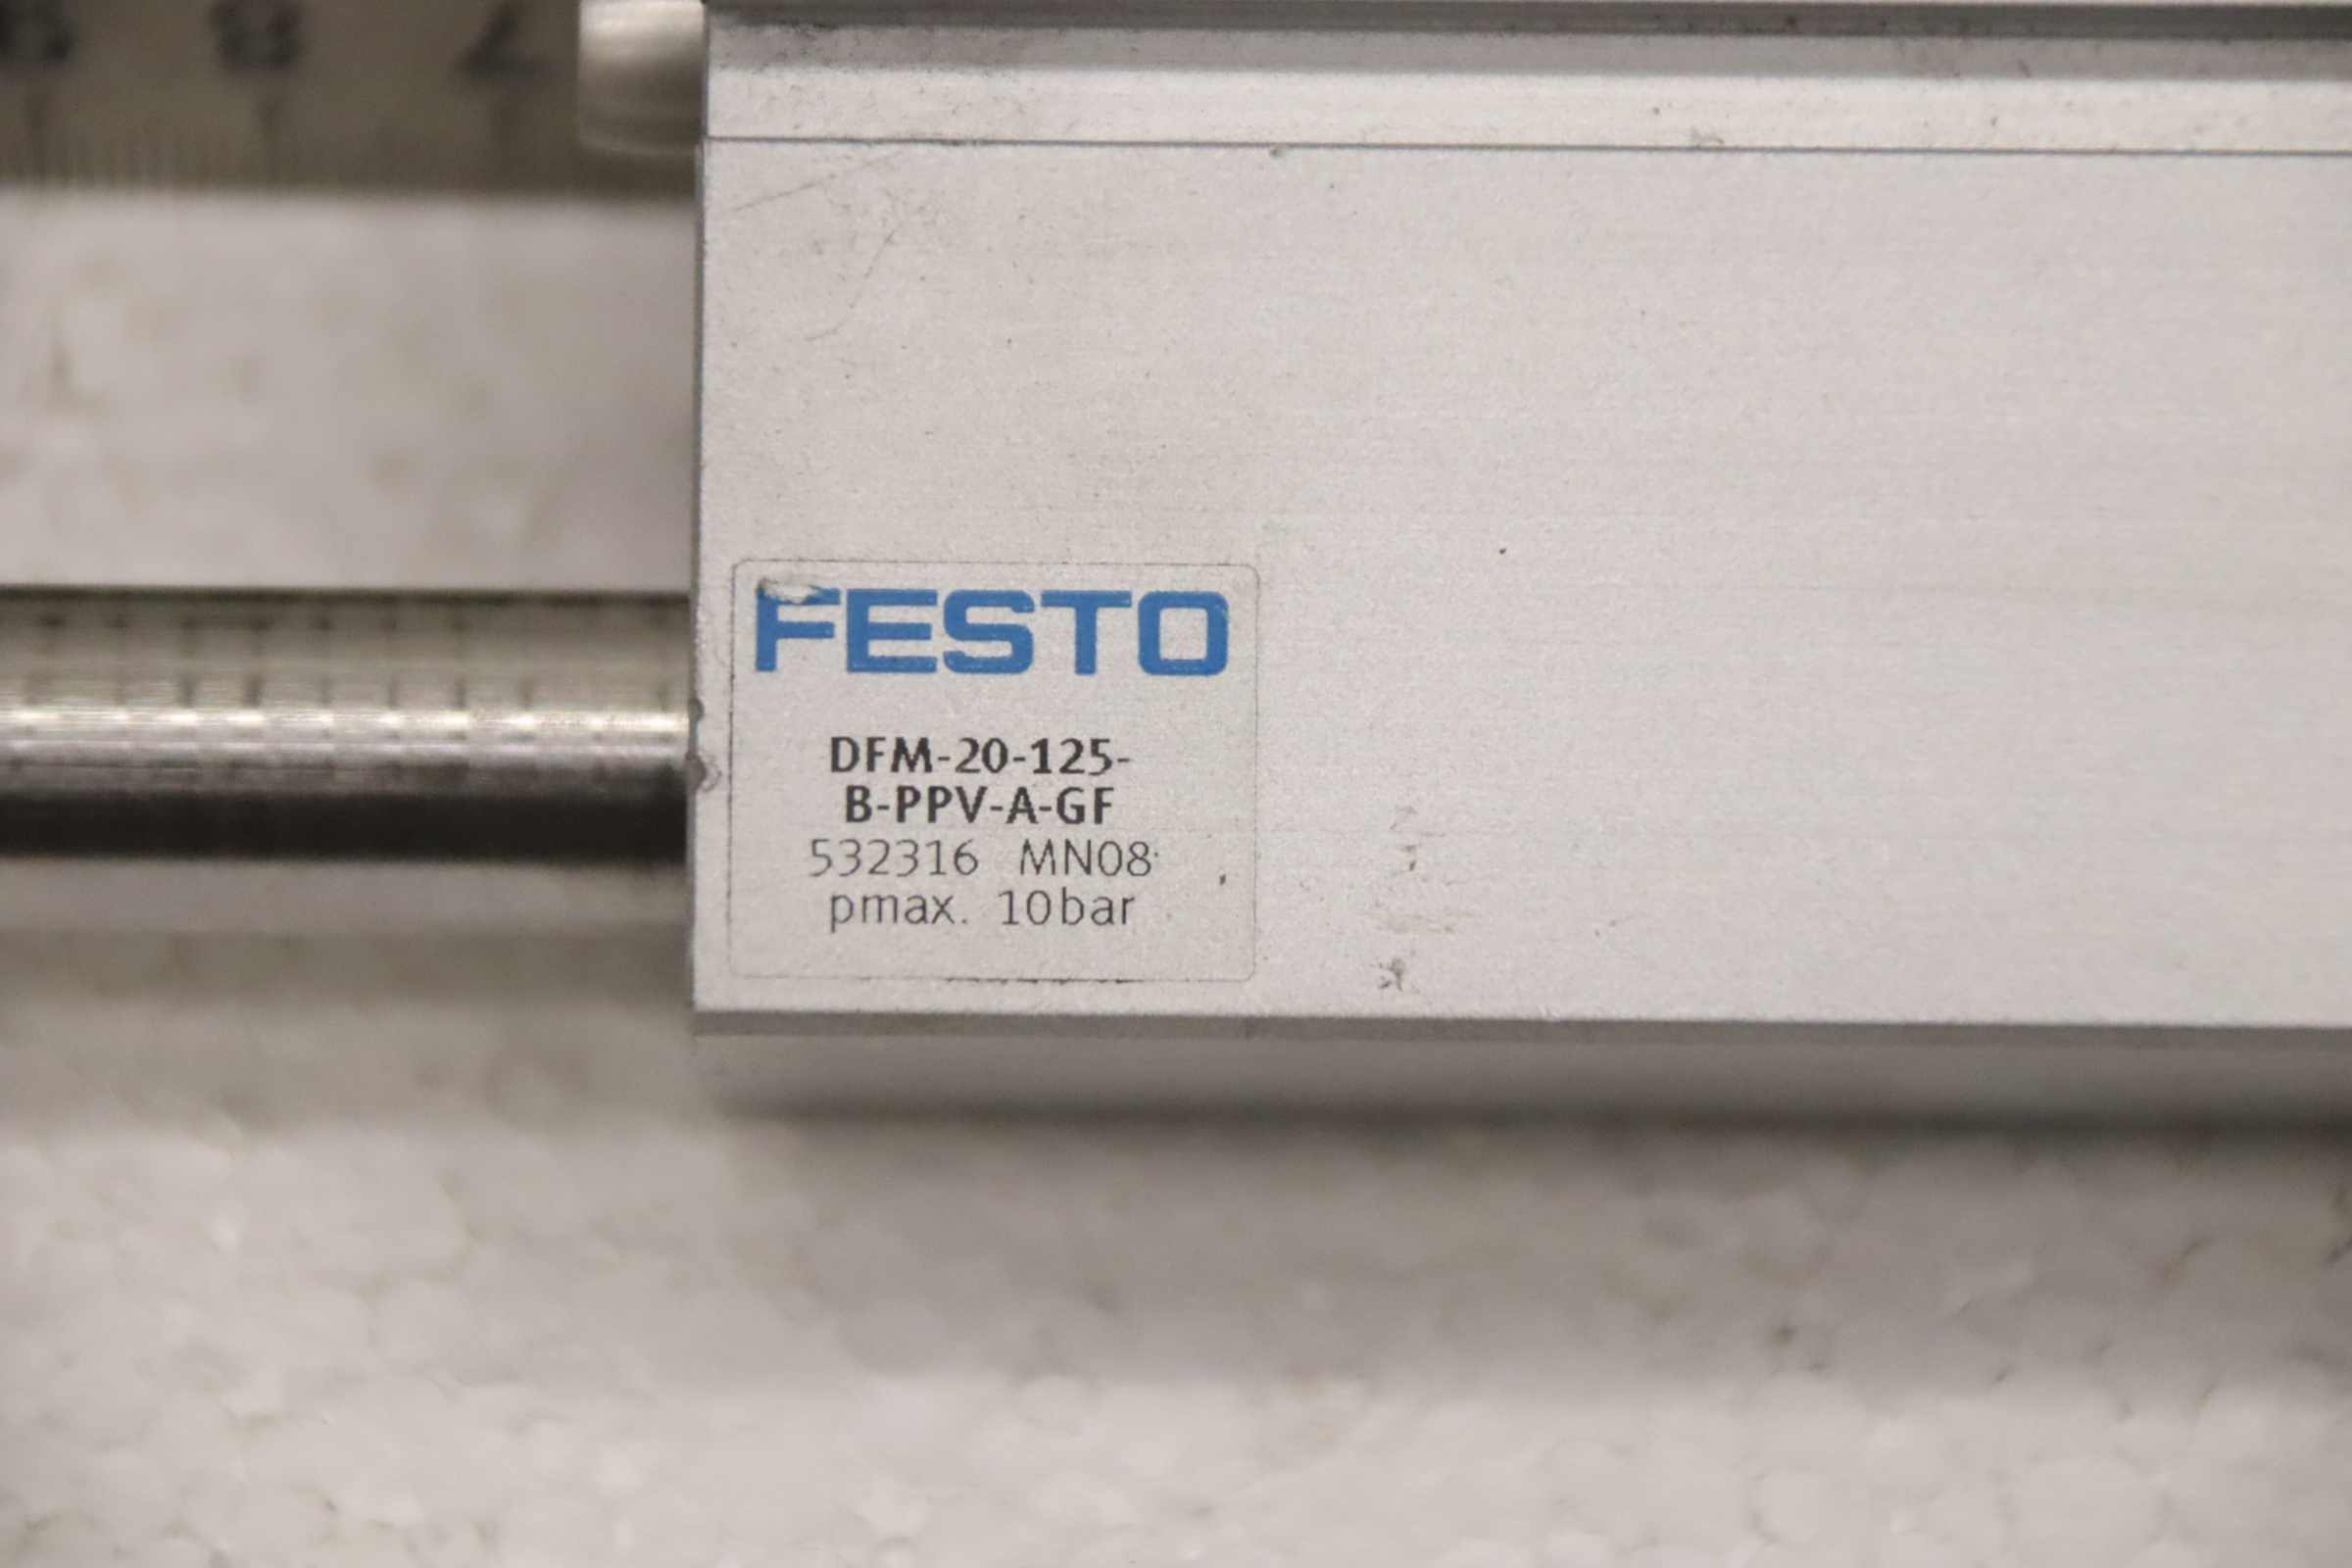 FESTO
DFM-20-125-
B-PPV-A-GF
532316 MN08
pmax. 10bar